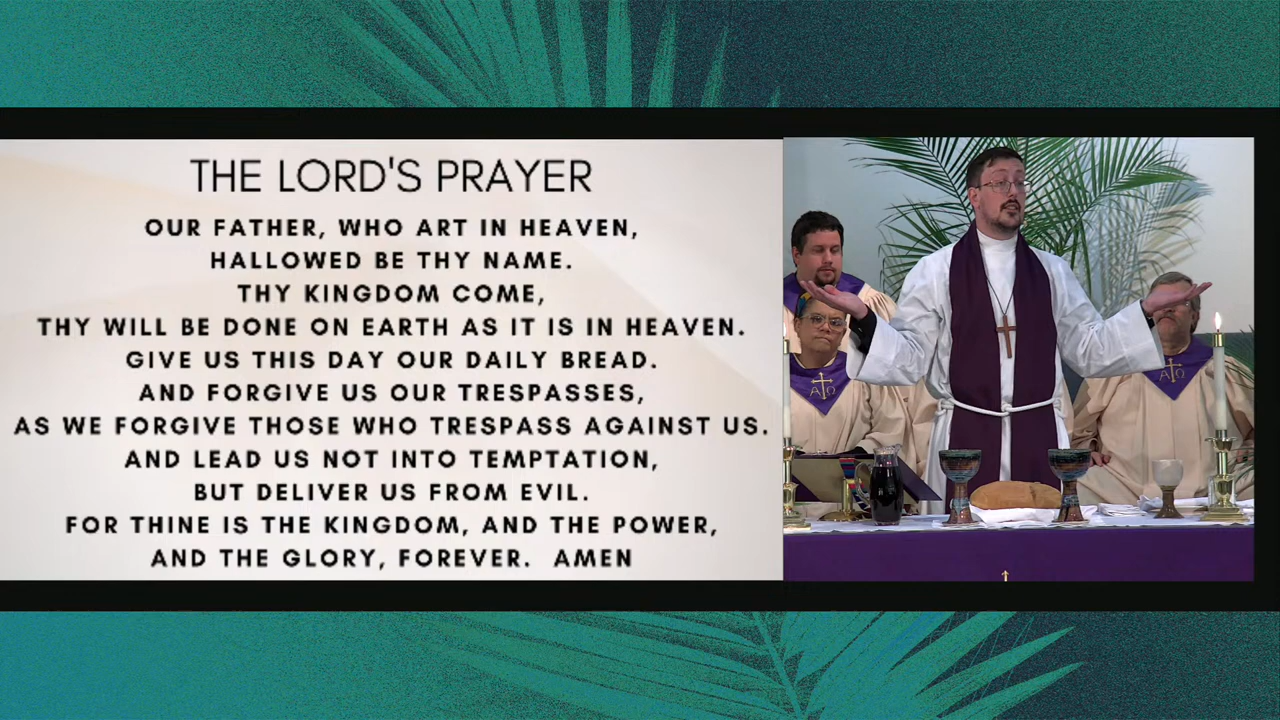 THE LORD'S PRAYER
OUR FATHER, WHO ART IN HEAVEN,
HALLOWED BE THY NAME.
THY KINGDOM COME,
THY WILL BE DONE ON EARTH AS IT IS IN HEAVEN.
GIVE US THIS DAY OUR DAILY BREAD.
AND FORGIVE US OUR TRESPASSES,
AS WE FORGIVE THOSE WHO TRESPASS AGAINST US.
AND LEAD US NOT INTO TEMPTATION,
BUT DELIVER US FROM EVIL.
FOR THINE IS THE KINGDOM, AND THE POWER,
AND THE GLORY, FOREVER. AMEN
ΑΩ
ΑΩ